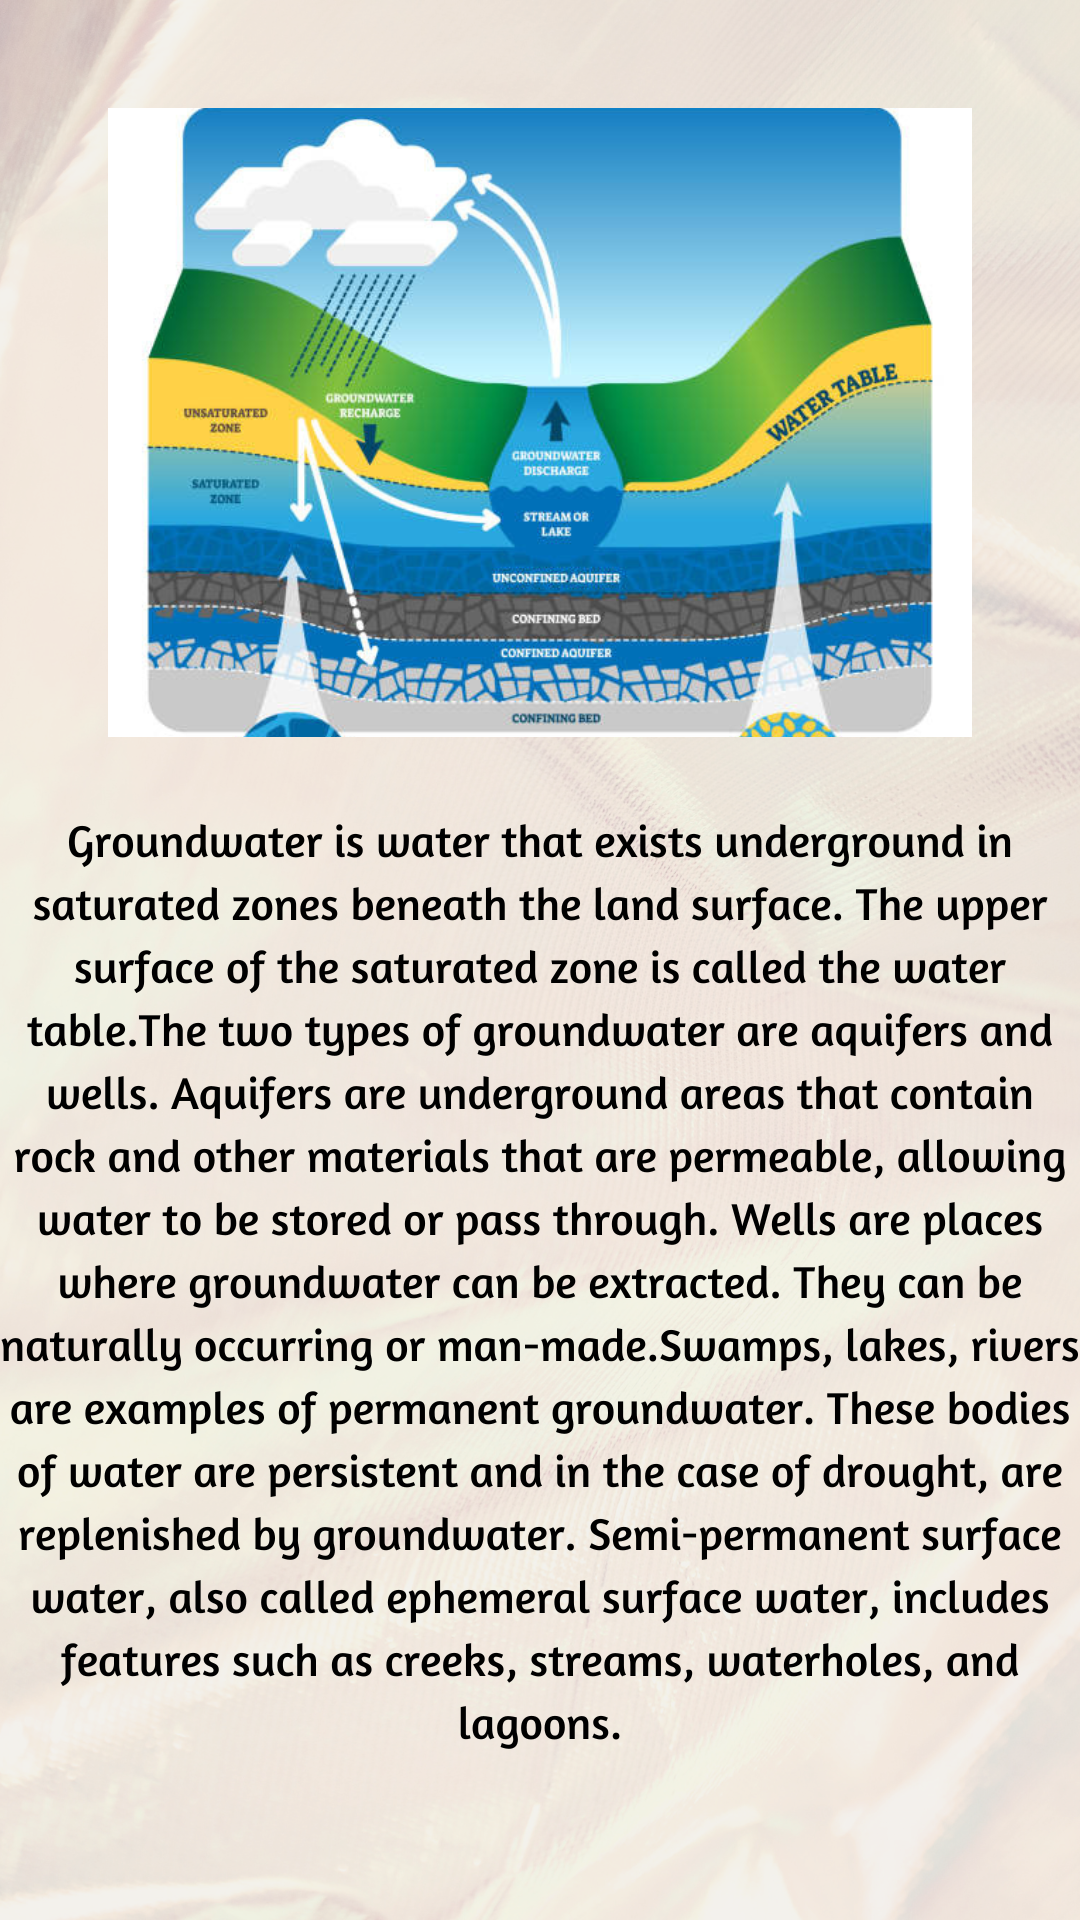 GROUNDWATER
RECHARGE
UNSATURATED
ZONE
WATER TABLE
GROUNDWATER
DISCHARGE
SATURATED
ZONE
STREAM OR
LAKE
UNCONFINED AQUIFER
CONFINING BED
CONFINED AQUIFER
CONFINING BED
Groundwater is water that exists underground in
saturated zones beneath the land surface. The upper
surface of the saturated zone is called the water
table.The two types of groundwater are aquifers and
wells. Aquifers are underground areas that contain
rock and other materials that are permeable, allowing
water to be stored or pass through. Wells are places
where groundwater can be extracted. They can be
naturally occurring or man-made.Swamps, lakes, rivers
are examples of permanent groundwater. These bodies
of water are persistent and in the case of drought, are
replenished by groundwater. Semi-permanent surface
water, also called ephemeral surface water, includes
features such as creeks, streams, waterholes, and
lagoons.